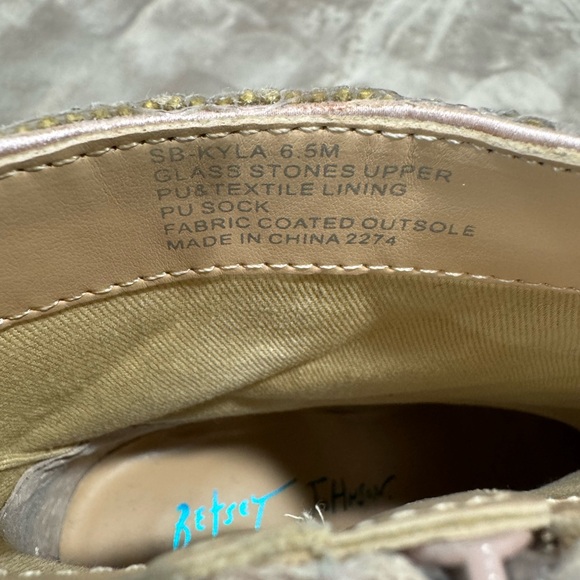 SB-KYLA 6.5M
GLASS STONES UPPER
PU&TEXTILE LINING
PU SOCK
FABRIC COATED OUTSOLE
MADE IN CHINA 2274
Betsey Johnson.